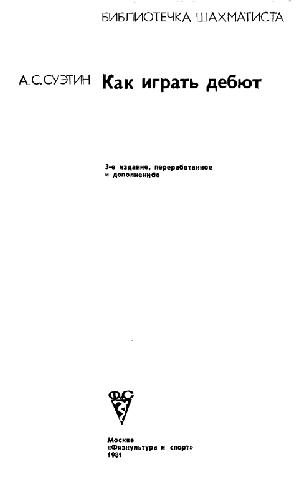 БИБЛИОТЕЧКА ШАХМАТИСТА
А.С.СУЭТИН Как играть дебют
3-е издание, переработанное
и дополненное
ФиС
Москва
«Физкультура и спорт»
1981